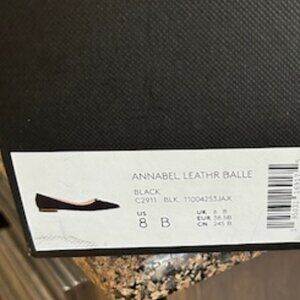 ANNABEL LEATHR BALLE
BLACK
C2911 BLK 11004253JAX
US
8 B
UK 6 B
EUR 38.5B
CN 245 B